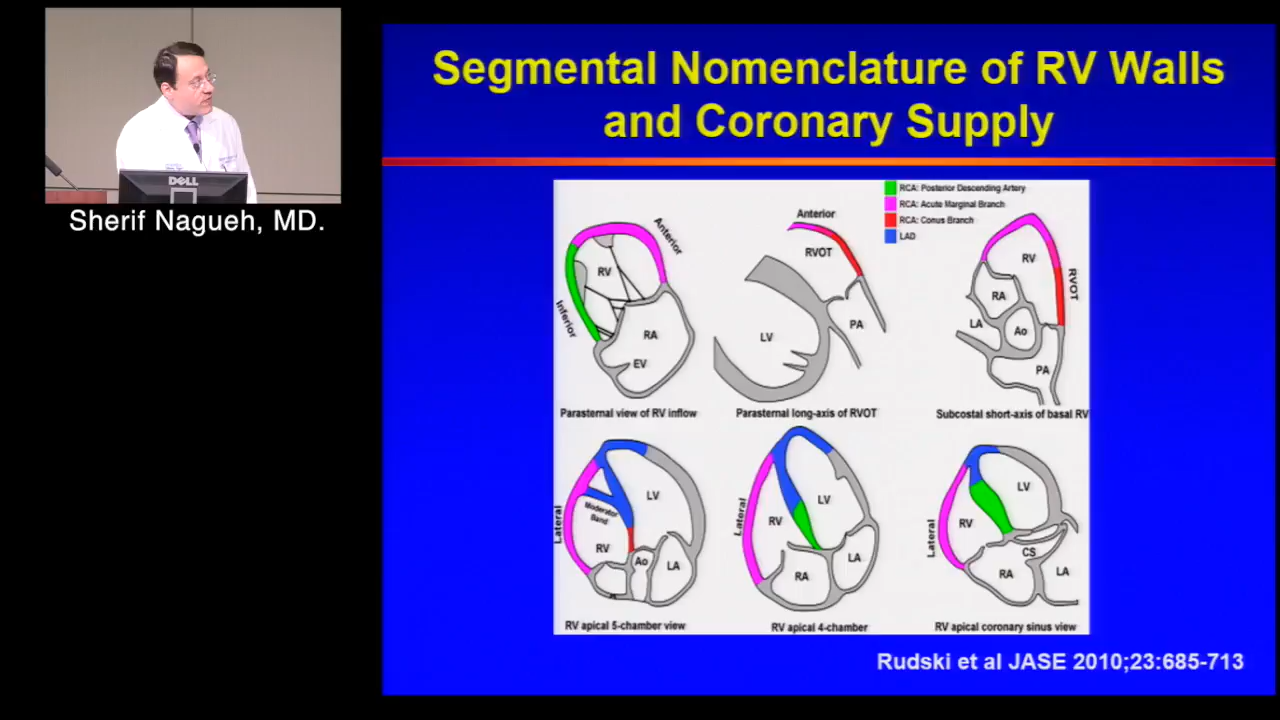 Segmental Nomenclature of RV Walls
and Coronary Supply
DELL
Sherif Nagueh, MD.
RCA: Posterior Descending Artery
RCA: Acute Marginal Branch
RCA: Conus Branch
LAD
Anterior
RV
Inferior
RA
EV
Parasternal view of RV inflow
Anterior
RVOT
PA
LV
Parasternal long-axis of RVOT
RV
RVOT
RA
LA
Ao
PA
Subcostal short-axis of basal RV
Lateral
LV
Moderator
Band
RV
Ao
LA
RV apical 5-chamber view
Lateral
LV
RV
LA
RA
RV apical 4-chamber
Lateral
LV
RV
CS
RA
LA
RV apical coronary sinus view
Rudski et al JASE 2010;23:685-713